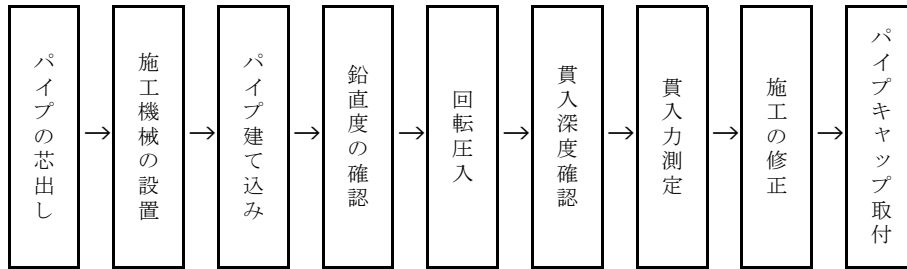 パイプの芯出し
→
施工機械の設置
→
パイプ建て込み
→
鉛直度の確認
→
回転圧入
→
貫入深度確認
→
貫入力測定
→
施工の修正
→
パイプキャップ取付